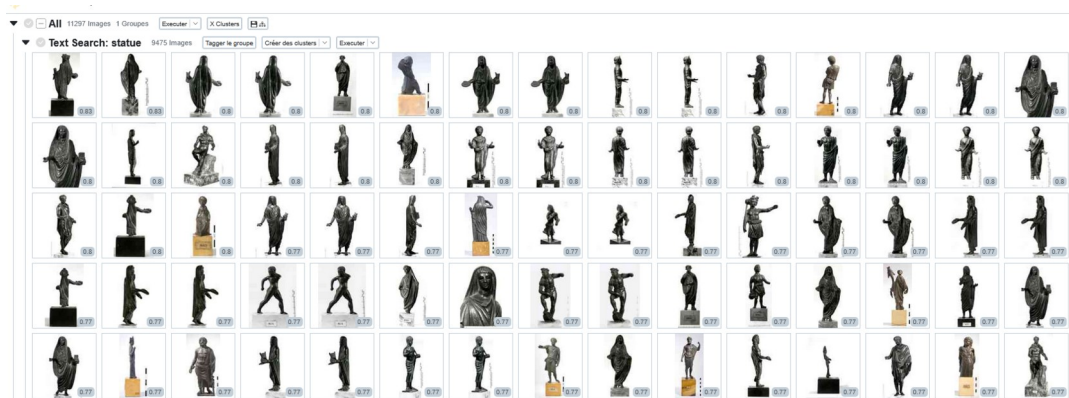 All 11297 Images 1 Groupes Executer X Clusters
Text Search: statue 9475 Images Tagger le groupe Créer des clusters Executer
0.83 0.83 0.8 0.8 0.8 0.8 0.8 0.8 0.8 0.8 0.8 0.8 0.8 0.8 0.8
0.8 0.8 0.8 0.8 0.8 0.8 0.8 0.8 0.8 0.8 0.8 0.8 0.8 0.8 0.8
0.8 0.8 0.8 0.77 0.77 0.77 0.77 0.77 0.77 0.77 0.77 0.77 0.77 0.77 0.77
0.77 0.77 0.77 0.77 0.77 0.77 0.77 0.77 0.77 0.77 0.77 0.77 0.77 0.77 0.77
0.77 0.77 0.77 0.77 0.77 0.77 0.77 0.77 0.77 0.77 0.77 0.77 0.77 0.77 0.77